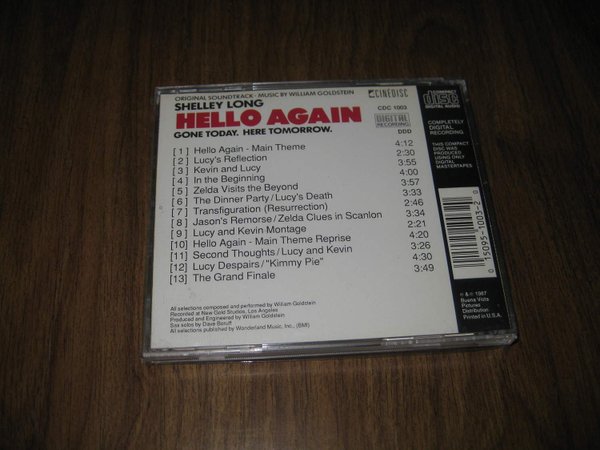 ORIGINAL SOUNDTRACK · MUSIC BY WILLIAM GOLDSTEIN
SHELLEY LONG
HELLO AGAIN
GONE TODAY. HERE TOMORROW.
CINEDISC
CDC 1003
DIGITAL
RECORDING
DDD
[1] Hello Again - Main Theme 4:12
[2] Lucy's Reflection 2:30
[3] Kevin and Lucy 3:55
[4] In the Beginning 4:00
[5] Zelda Visits the Beyond 3:57
[6] The Dinner Party/Lucy's Death 3:33
[7] Transfiguration (Resurrection) 2:46
[8] Jason's Remorse/Zelda Clues in Scanlon 3:34
[9] Lucy and Kevin Montage 2:21
[10] Hello Again - Main Theme Reprise 4:20
[11] Second Thoughts/Lucy and Kevin 3:26
[12] Lucy Despairs/"Kimmy Pie" 4:30
[13] The Grand Finale 3:49
All selections composed and performed by William Goldstein
Recorded at New Gold Studios, Los Angeles
Produced and Engineered by William Goldstein
Sax solos by Dave Boruff
All selections published by Wonderland Music, Inc., (BMI)
COMPACT
disc
DIGITAL AUDIO
COMPLETELY
DIGITAL
RECORDING
THIS COMPACT
DISC WAS
PRODUCED
USING ONLY
DIGITAL
MASTERTAPES
0 15095-1003-2 0
℗ & © 1987
Buena Vista
Pictures
Distribution
Printed in U.S.A.